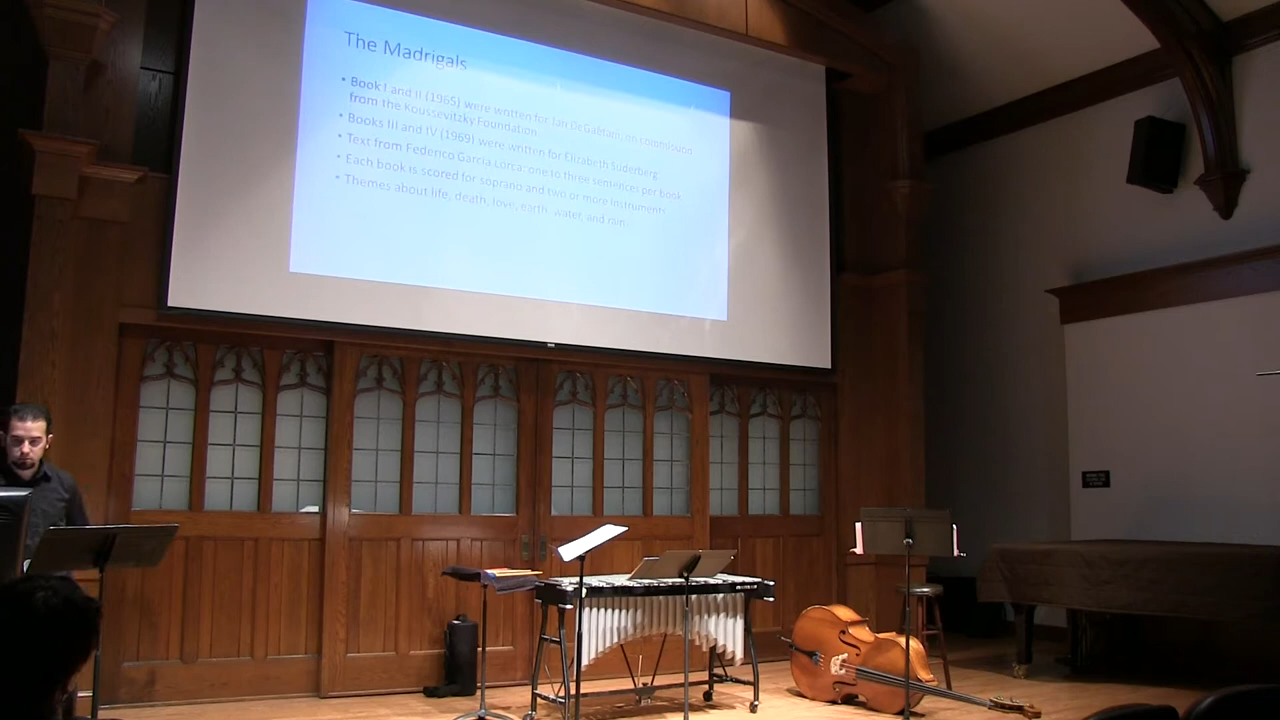 The Madrigals
• Book I and II (1965) were written for Jan DeGaetani, on commission
from the Koussevitzky Foundation.
• Books III and IV (1969) were written for Elizabeth Suderberg
• Text from Federico García Lorca: one to three sentences per book
• Each book is scored for soprano and two or more instruments
• Themes about life, death, love, earth, water, and rain